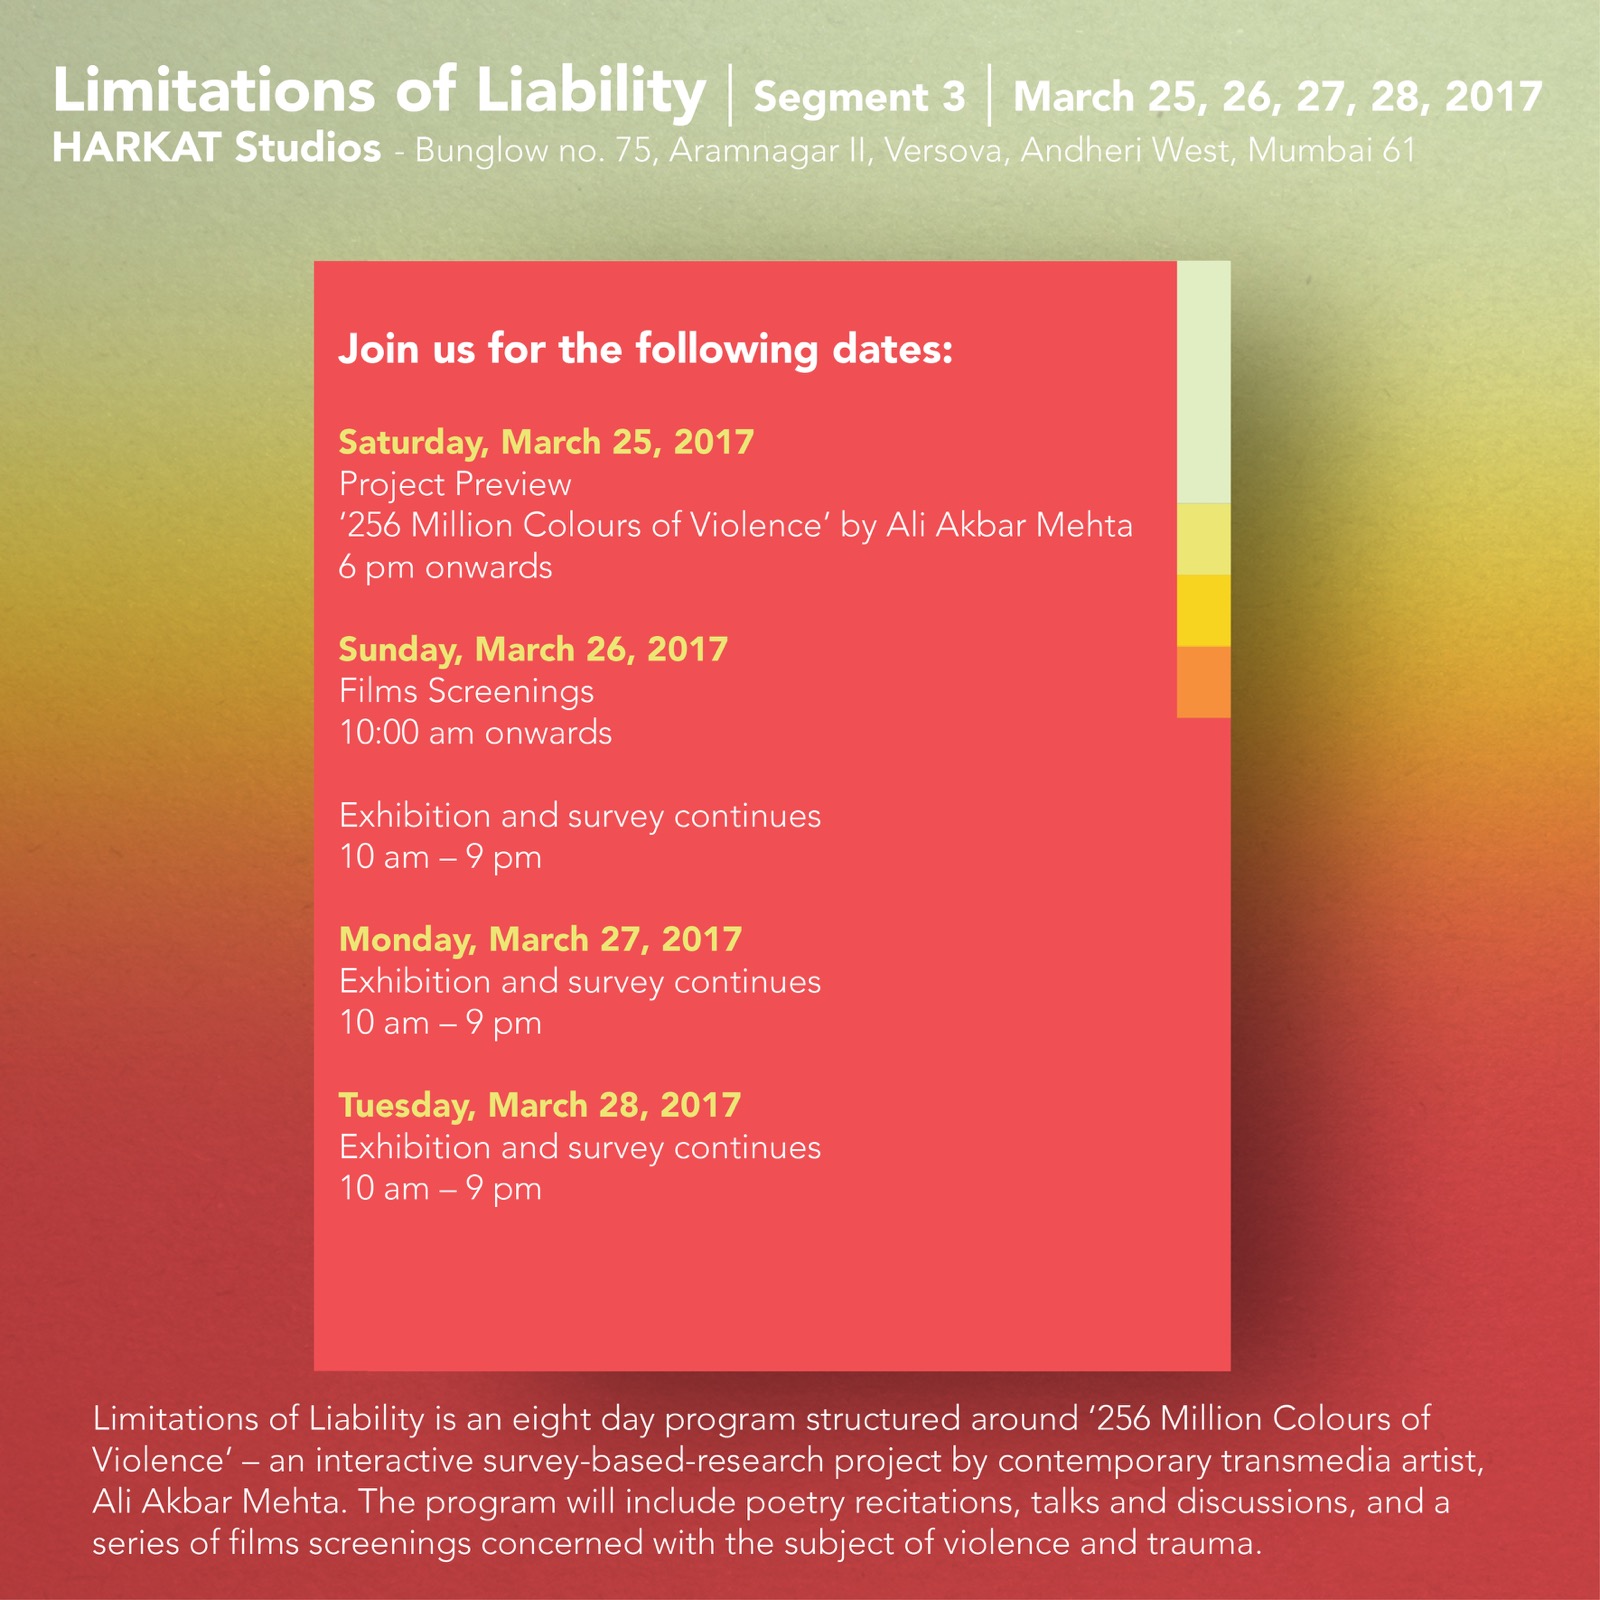 Limitations of Liability | Segment 3 | March 25, 26, 27, 28, 2017
HARKAT Studios - Bunglow no. 75, Aramnagar II, Versova, Andheri West, Mumbai 61
Join us for the following dates:
Saturday, March 25, 2017
Project Preview
‘256 Million Colours of Violence’ by Ali Akbar Mehta
6 pm onwards
Sunday, March 26, 2017
Films Screenings
10:00 am onwards
Exhibition and survey continues
10 am – 9 pm
Monday, March 27, 2017
Exhibition and survey continues
10 am – 9 pm
Tuesday, March 28, 2017
Exhibition and survey continues
10 am – 9 pm
Limitations of Liability is an eight day program structured around ‘256 Million Colours of
Violence’ – an interactive survey-based-research project by contemporary transmedia artist,
Ali Akbar Mehta. The program will include poetry recitations, talks and discussions, and a
series of films screenings concerned with the subject of violence and trauma.